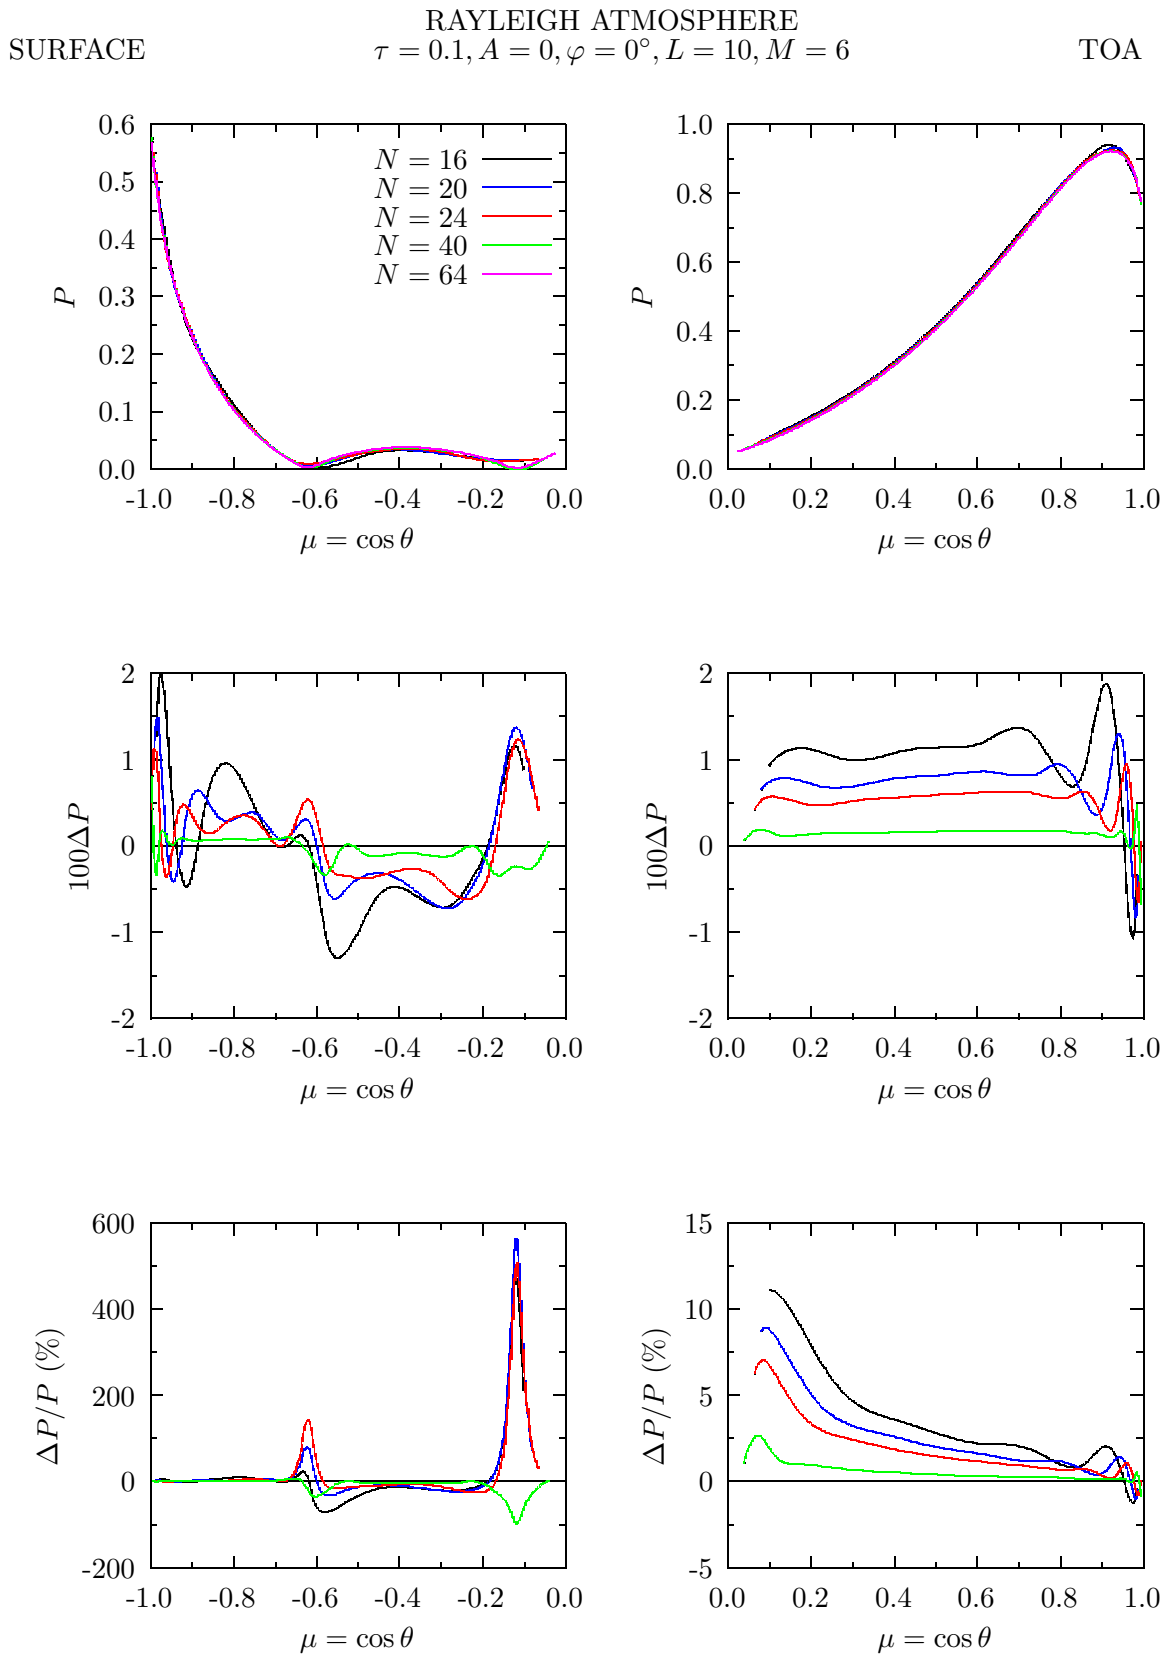 RAYLEIGH ATMOSPHERE
SURFACE τ = 0.1, A = 0, φ = 0°, L = 10, M = 6 TOA
0.6
0.5
0.4
0.3
0.2
0.1
0.0
P
N = 16
N = 20
N = 24
N = 40
N = 64
-1.0 -0.8 -0.6 -0.4 -0.2 0.0
μ = cos θ
1.0
0.8
0.6
0.4
0.2
0.0
P
0.0 0.2 0.4 0.6 0.8 1.0
μ = cos θ
2
1
0
-1
-2
100ΔP
-1.0 -0.8 -0.6 -0.4 -0.2 0.0
μ = cos θ
2
1
0
-1
-2
100ΔP
0.0 0.2 0.4 0.6 0.8 1.0
μ = cos θ
600
400
200
0
-200
ΔP/P (%)
-1.0 -0.8 -0.6 -0.4 -0.2 0.0
μ = cos θ
15
10
5
0
-5
ΔP/P (%)
0.0 0.2 0.4 0.6 0.8 1.0
μ = cos θ